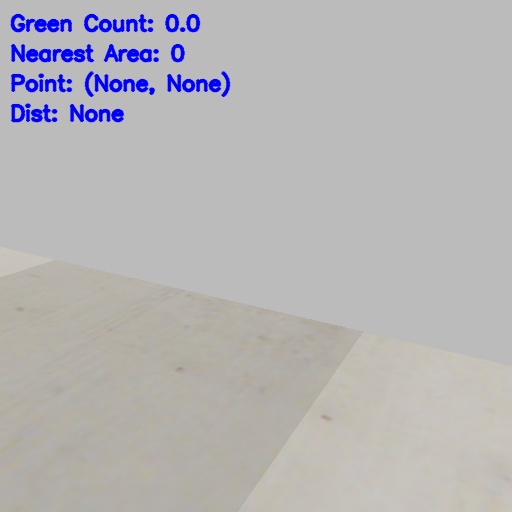 Green Count: 0.0
Nearest Area: 0
Point: (None, None)
Dist: None